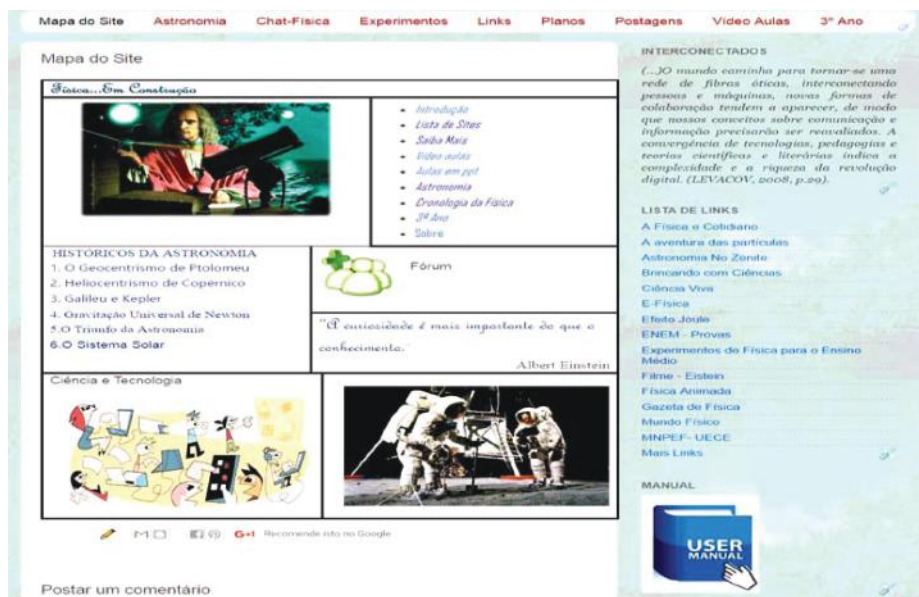 Mapa do Site Astronomia Chat-Física Experimentos Links Planos Postagens Vídeo Aulas 3º Ano
Mapa do Site
Física...Em Construção
Introdução
Lista de Sites
Saiba Mais
Vídeo aulas
Aulas em ppt
Astronomia
Cronologia da Física
3º Ano
Sobre
HISTÓRICOS DA ASTRONOMIA
1. O Geocentrismo de Ptolomeu
2. Heliocentrismo de Copérnico
3. Galileu e Kepler
4. Gravitação Universal de Newton
5.O Triunfo da Astronomia
6.O Sistema Solar
Fórum
"A curiosidade é mais importante do que o
conhecimento."
Albert Einstein
Ciência e Tecnologia
G+1 Recomende isto no Google
Postar um comentário
INTERCONECTADOS
(...)O mundo caminha para tornar-se uma
rede de fibras óticas, interconectando
pessoas e máquinas, novas formas de
colaboração tendem a aparecer, de modo
que nossos conceitos sobre comunicação e
informação precisarão ser reavaliados. A
convergência de tecnologias, pedagogias e
teorias científicas e literárias indica a
complexidade e a riqueza da revolução
digital. (LEVACOV, 2008, p.29).
LISTA DE LINKS
A Física e Cotidiano
A aventura das partículas
Astronomia No Zênite
Brincando com Ciências
Ciência Viva
E-Física
Efeito Joule
ENEM - Provas
Experimentos de Física para o Ensino
Médio
Filme - Eistein
Física Animada
Gazeta de Física
Mundo Físico
MNPEF- UECE
Mais Links
MANUAL
USER
MANUAL